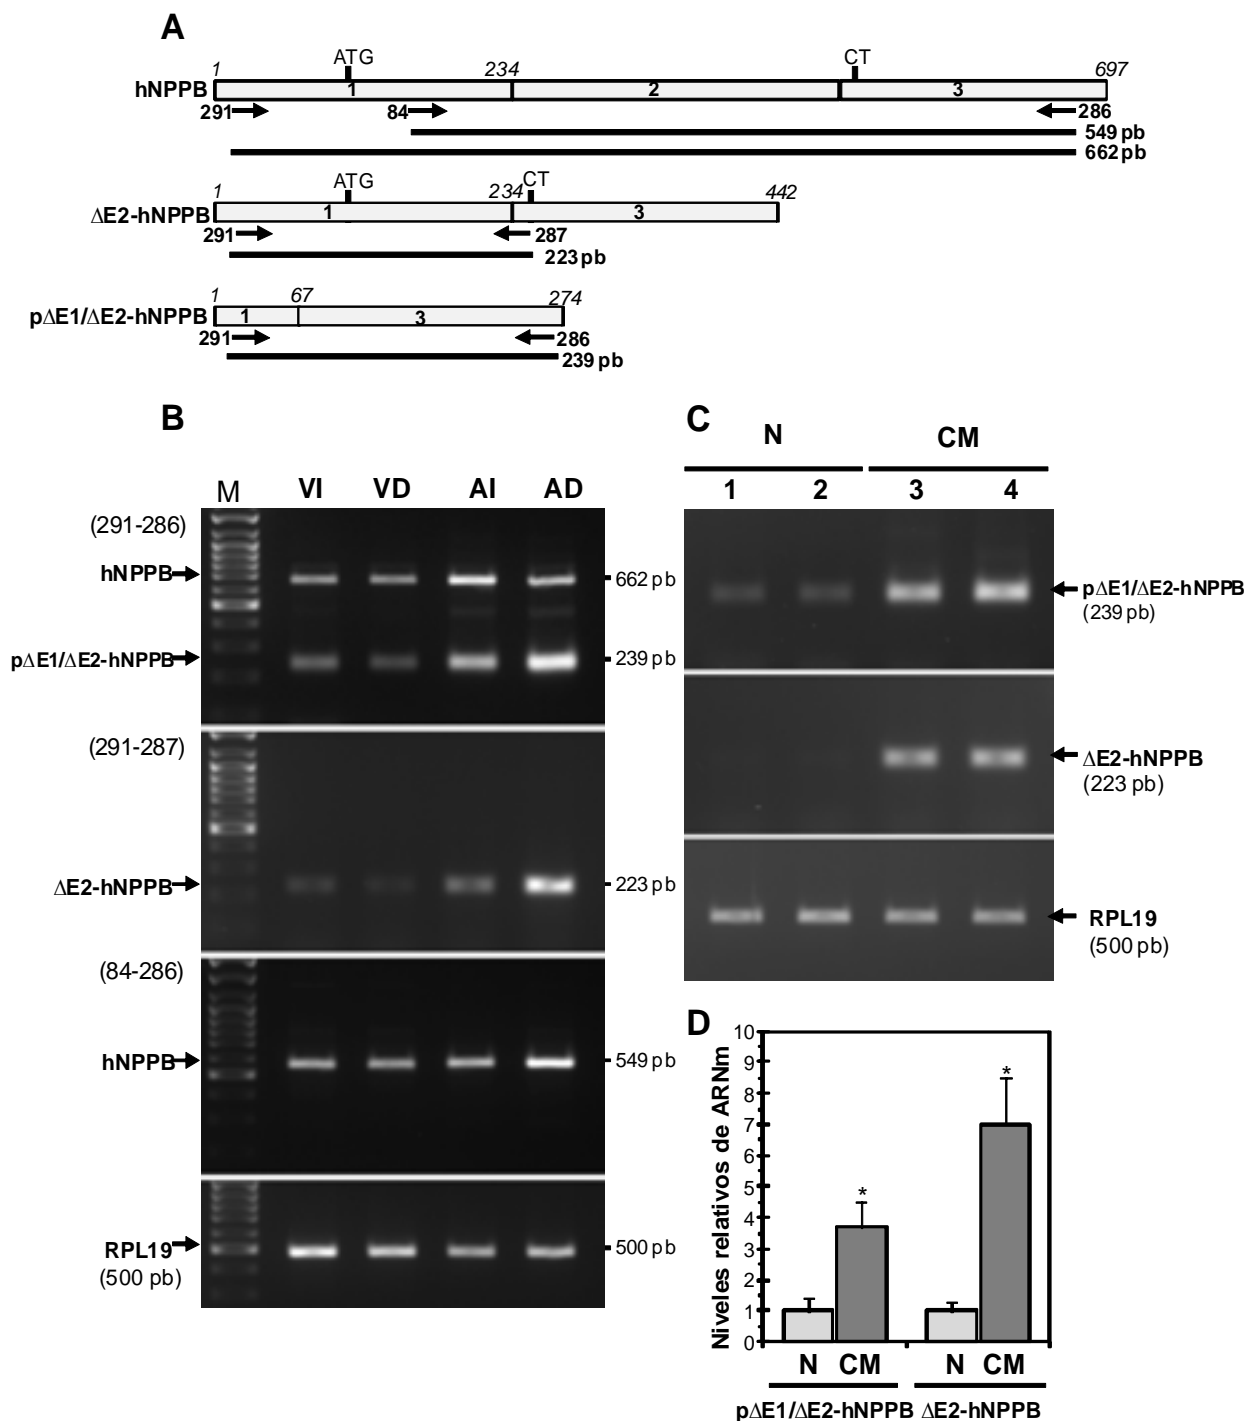 A
1 ATG 234 CT 697
hNPPB 1 2 3
291 84 286
549 pb
662 pb
1 ATG 234 CT 442
ΔE2-hNPPB 1 3
291 287
223 pb
1 67 274
pΔE1/ΔE2-hNPPB 1 3
291 286
239 pb
B
M VI VD AI AD
(291-286)
hNPPB 662 pb
pΔE1/ΔE2-hNPPB 239 pb
(291-287)
ΔE2-hNPPB 223 pb
(84-286)
hNPPB 549 pb
RPL19 500 pb
(500 pb)
C
N CM
1 2 3 4
pΔE1/ΔE2-hNPPB
(239 pb)
ΔE2-hNPPB
(223 pb)
RPL19
(500 pb)
D
Niveles relativos de ARNm
10
9
8
7
6
5
4
3
2
1
0
* *
N CM N CM
pΔE1/ΔE2-hNPPB ΔE2-hNPPB